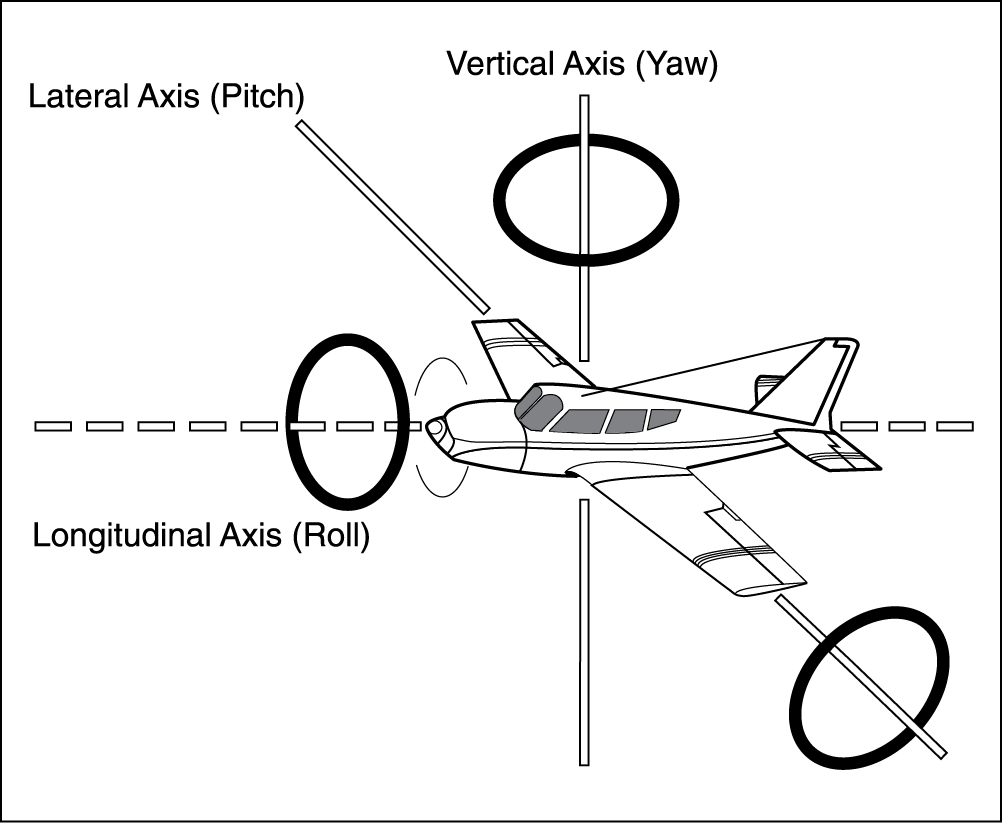 Vertical Axis (Yaw)
Lateral Axis (Pitch)
Longitudinal Axis (Roll)